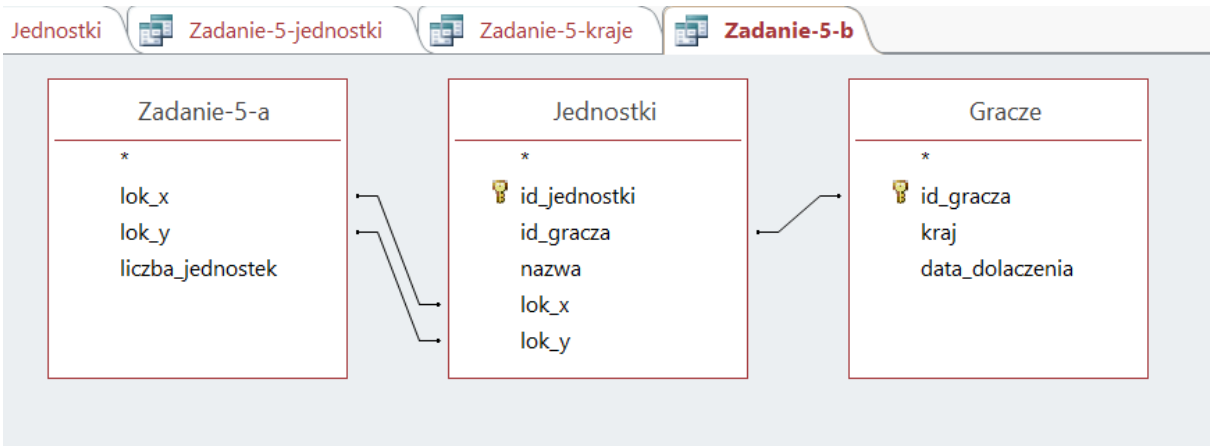 Jednostki Zadanie-5-jednostki Zadanie-5-kraje Zadanie-5-b
Zadanie-5-a
*
lok_x
lok_y
liczba_jednostek
Jednostki
*
id_jednostki
id_gracza
nazwa
lok_x
lok_y
Gracze
*
id_gracza
kraj
data_dolaczenia